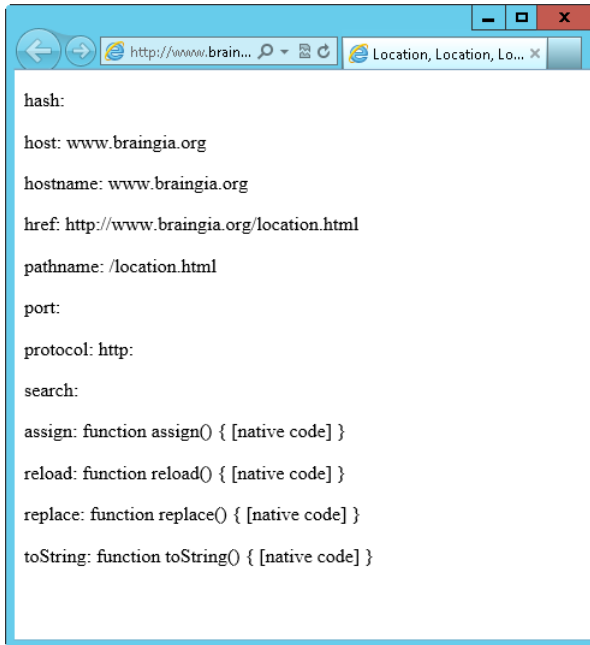 x
http://www.brain...
Location, Location, Lo... ×
hash:
host: www.braingia.org
hostname: www.braingia.org
href: http://www.braingia.org/location.html
pathname: /location.html
port:
protocol: http:
search:
assign: function assign() { [native code] }
reload: function reload() { [native code] }
replace: function replace() { [native code] }
toString: function toString() { [native code] }